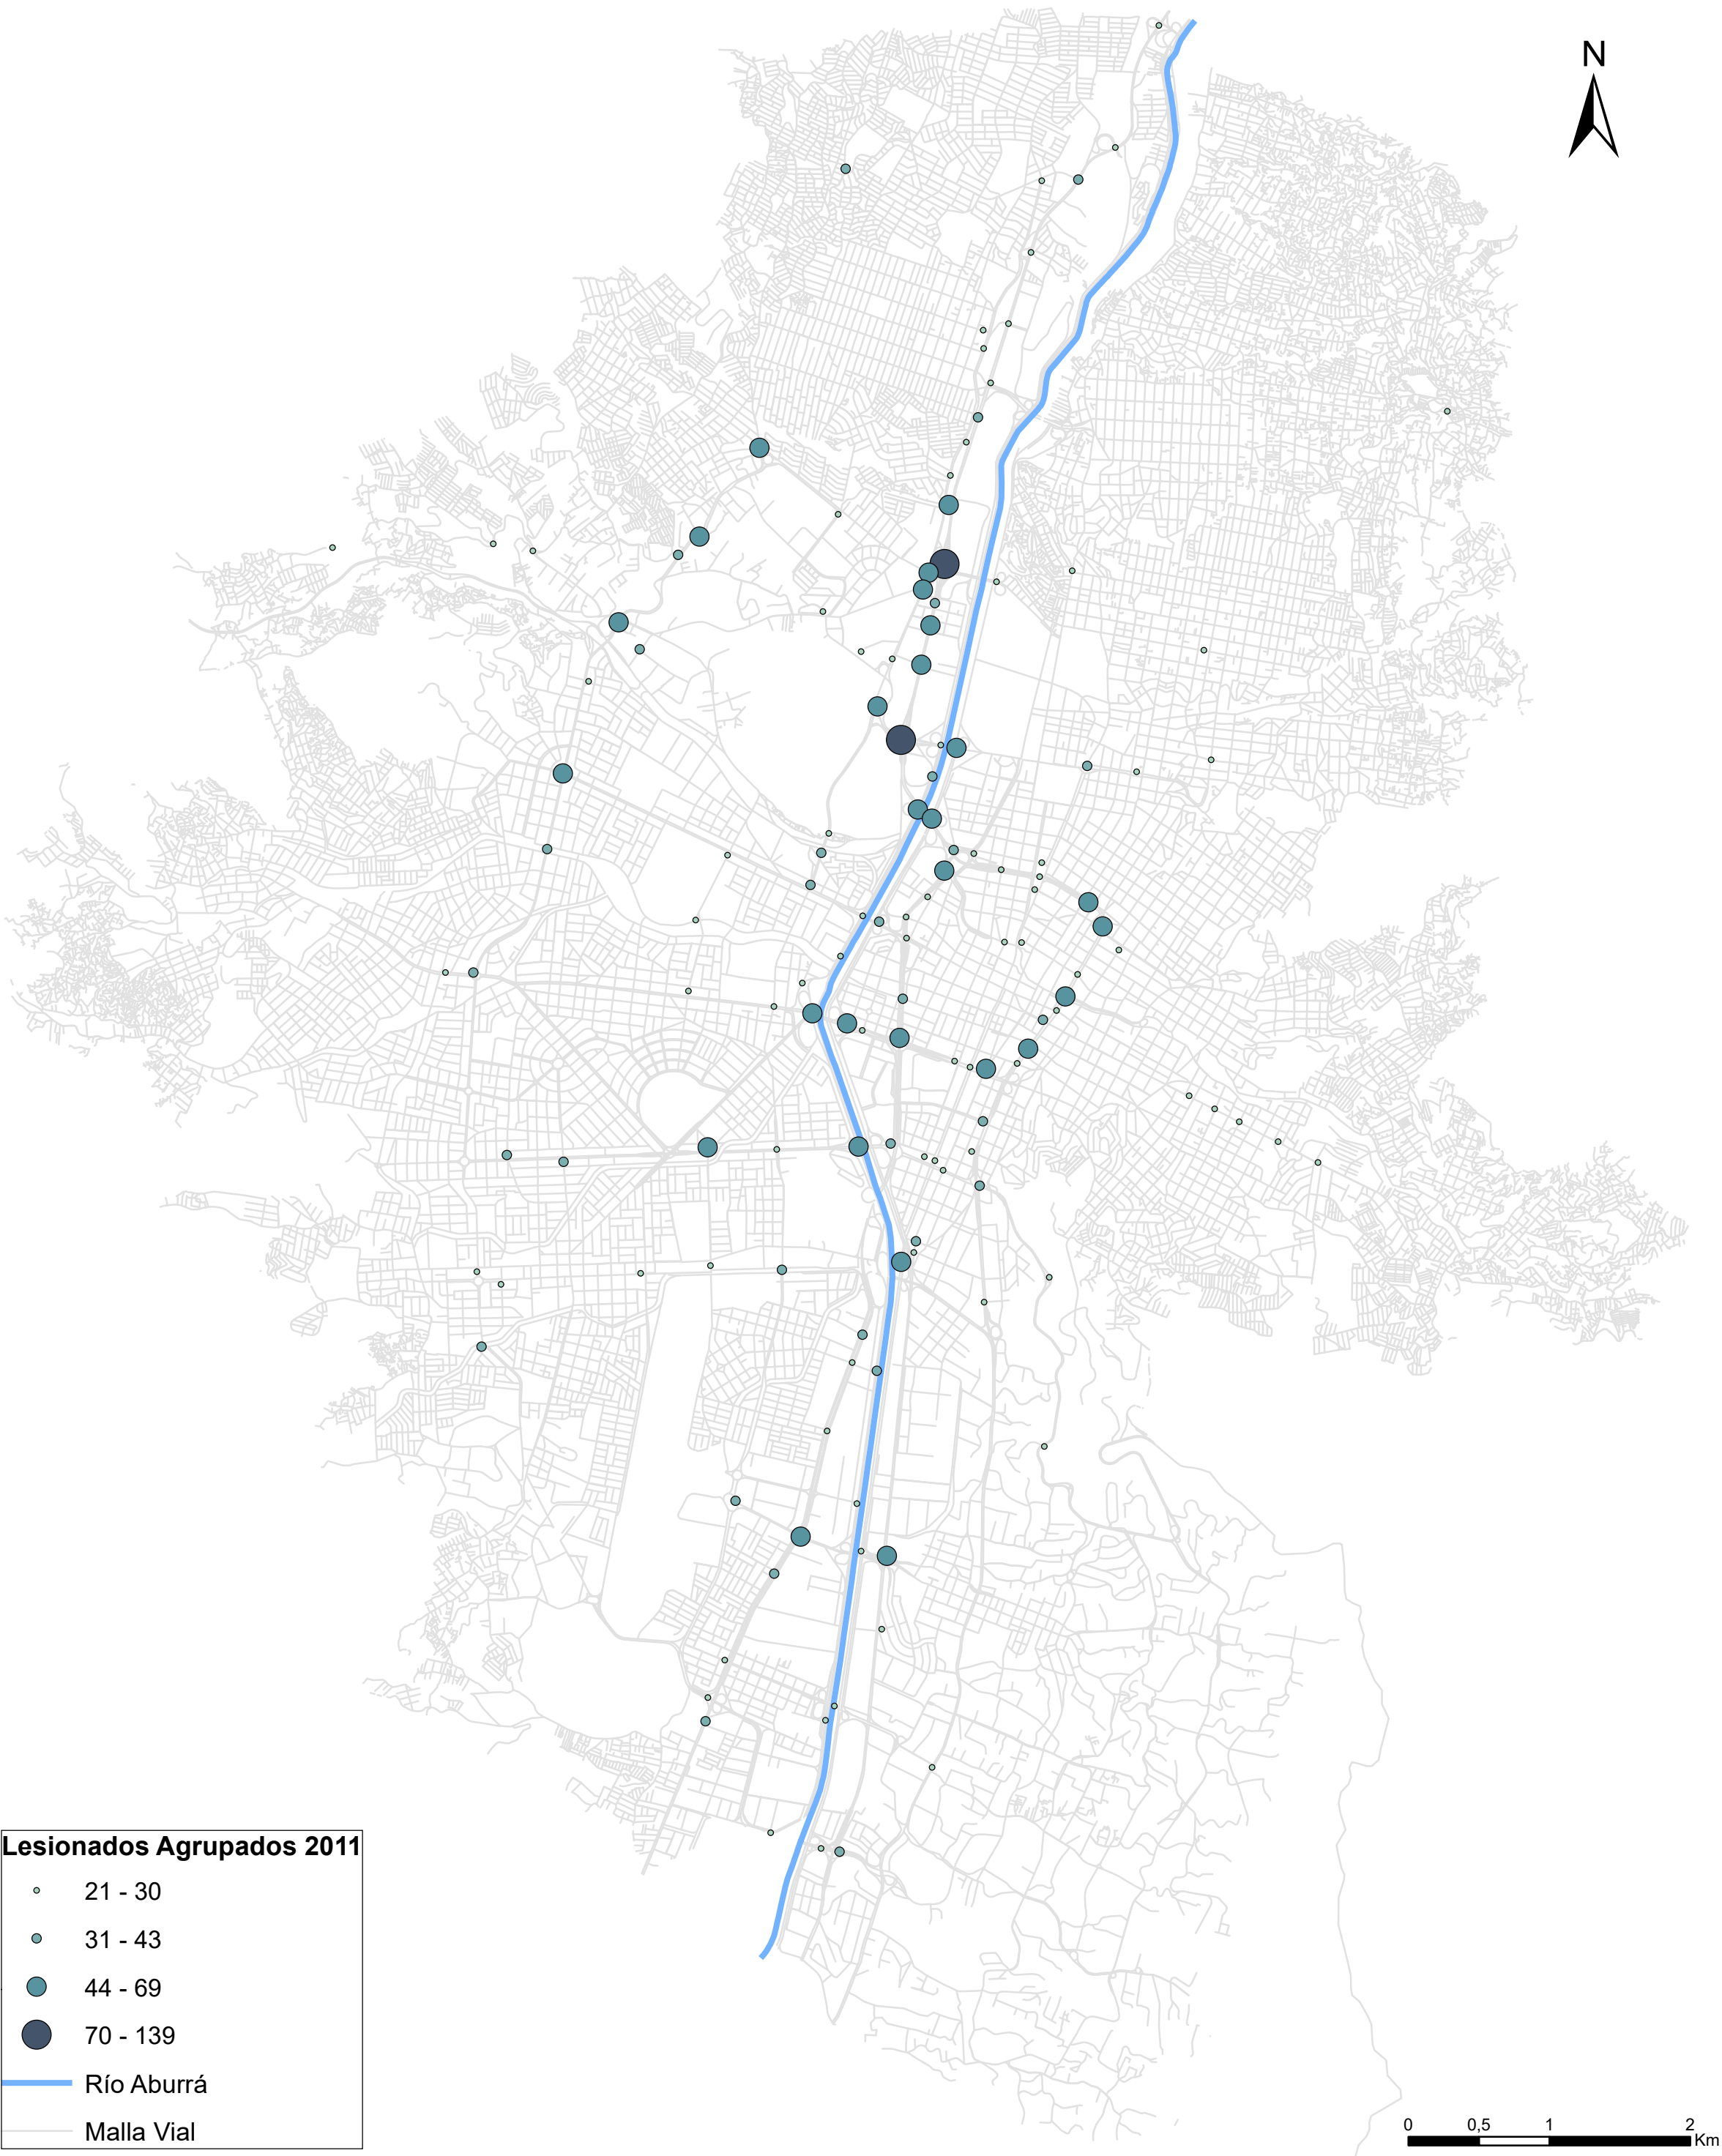 N
Lesionados Agrupados 2011
21 - 30
31 - 43
44 - 69
70 - 139
Río Aburrá
Malla Vial
0 0,5 1 2
Km